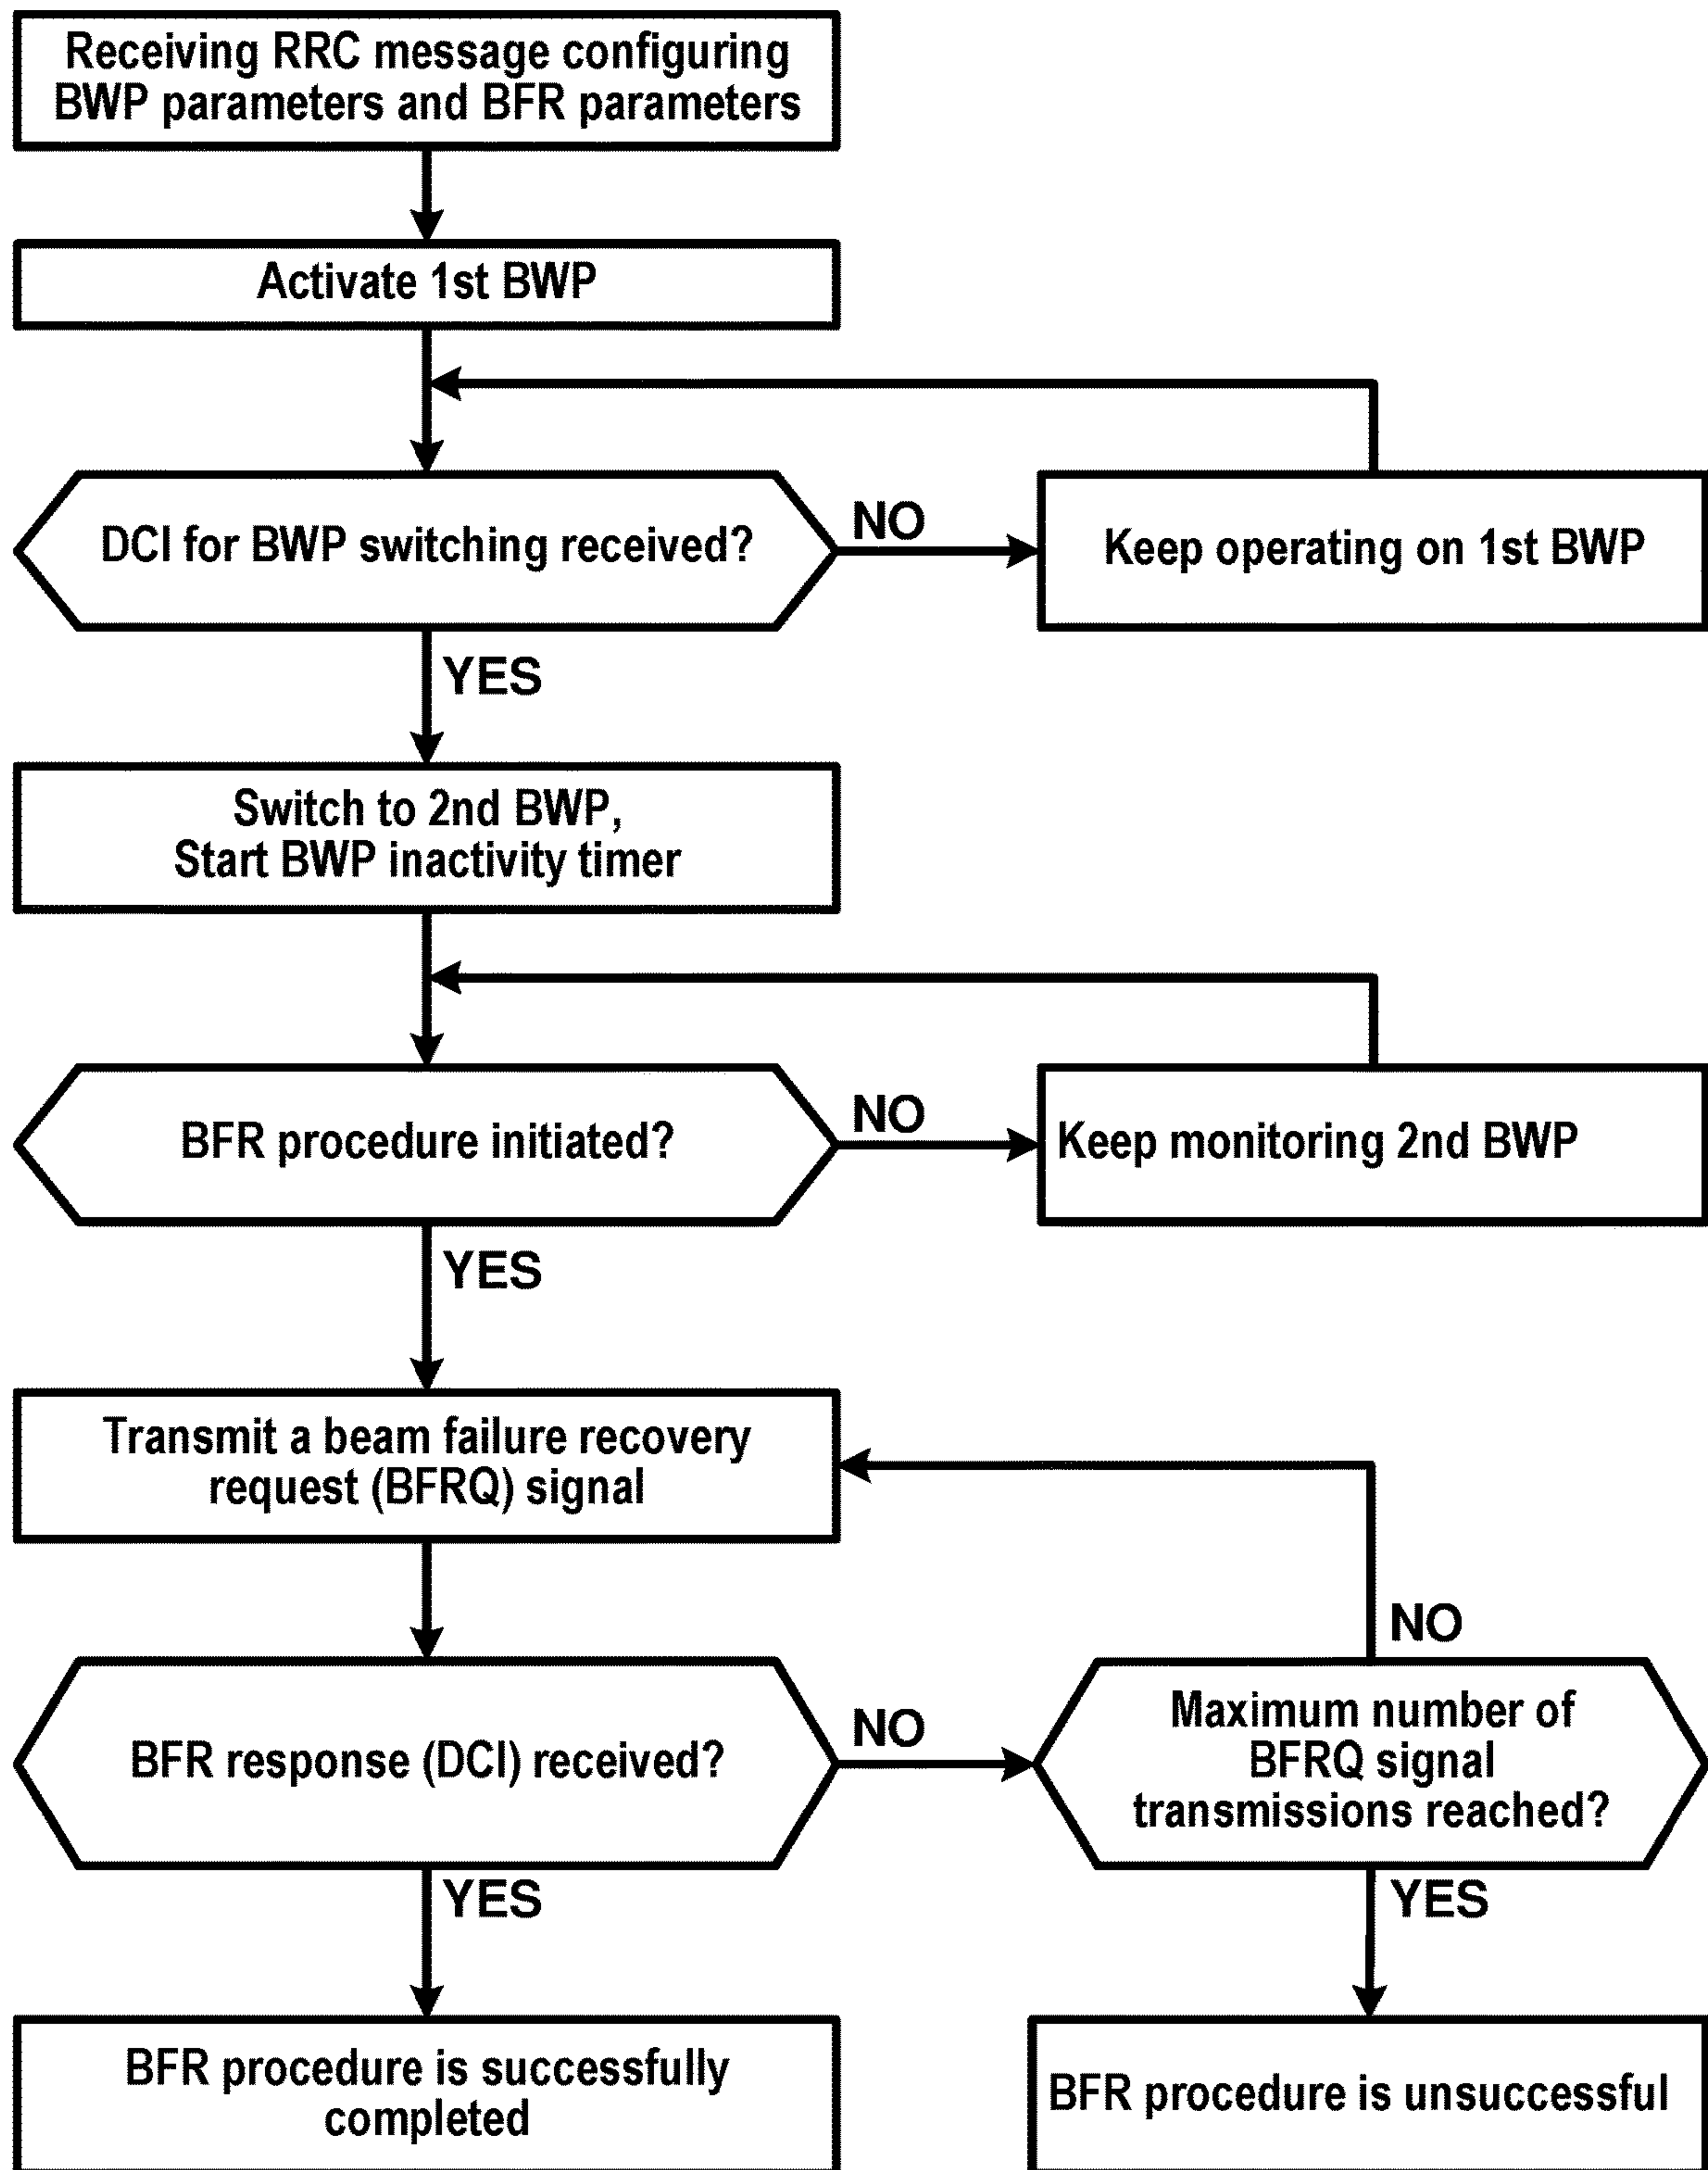 Receiving RRC message configuring
BWP parameters and BFR parameters
Activate 1st BWP
DCI for BWP switching received?
NO
Keep operating on 1st BWP
YES
Switch to 2nd BWP,
Start BWP inactivity timer
BFR procedure initiated?
NO
Keep monitoring 2nd BWP
YES
Transmit a beam failure recovery
request (BFRQ) signal
BFR response (DCI) received?
NO
NO
Maximum number of
BFRQ signal
transmissions reached?
YES
YES
BFR procedure is successfully
completed
BFR procedure is unsuccessful